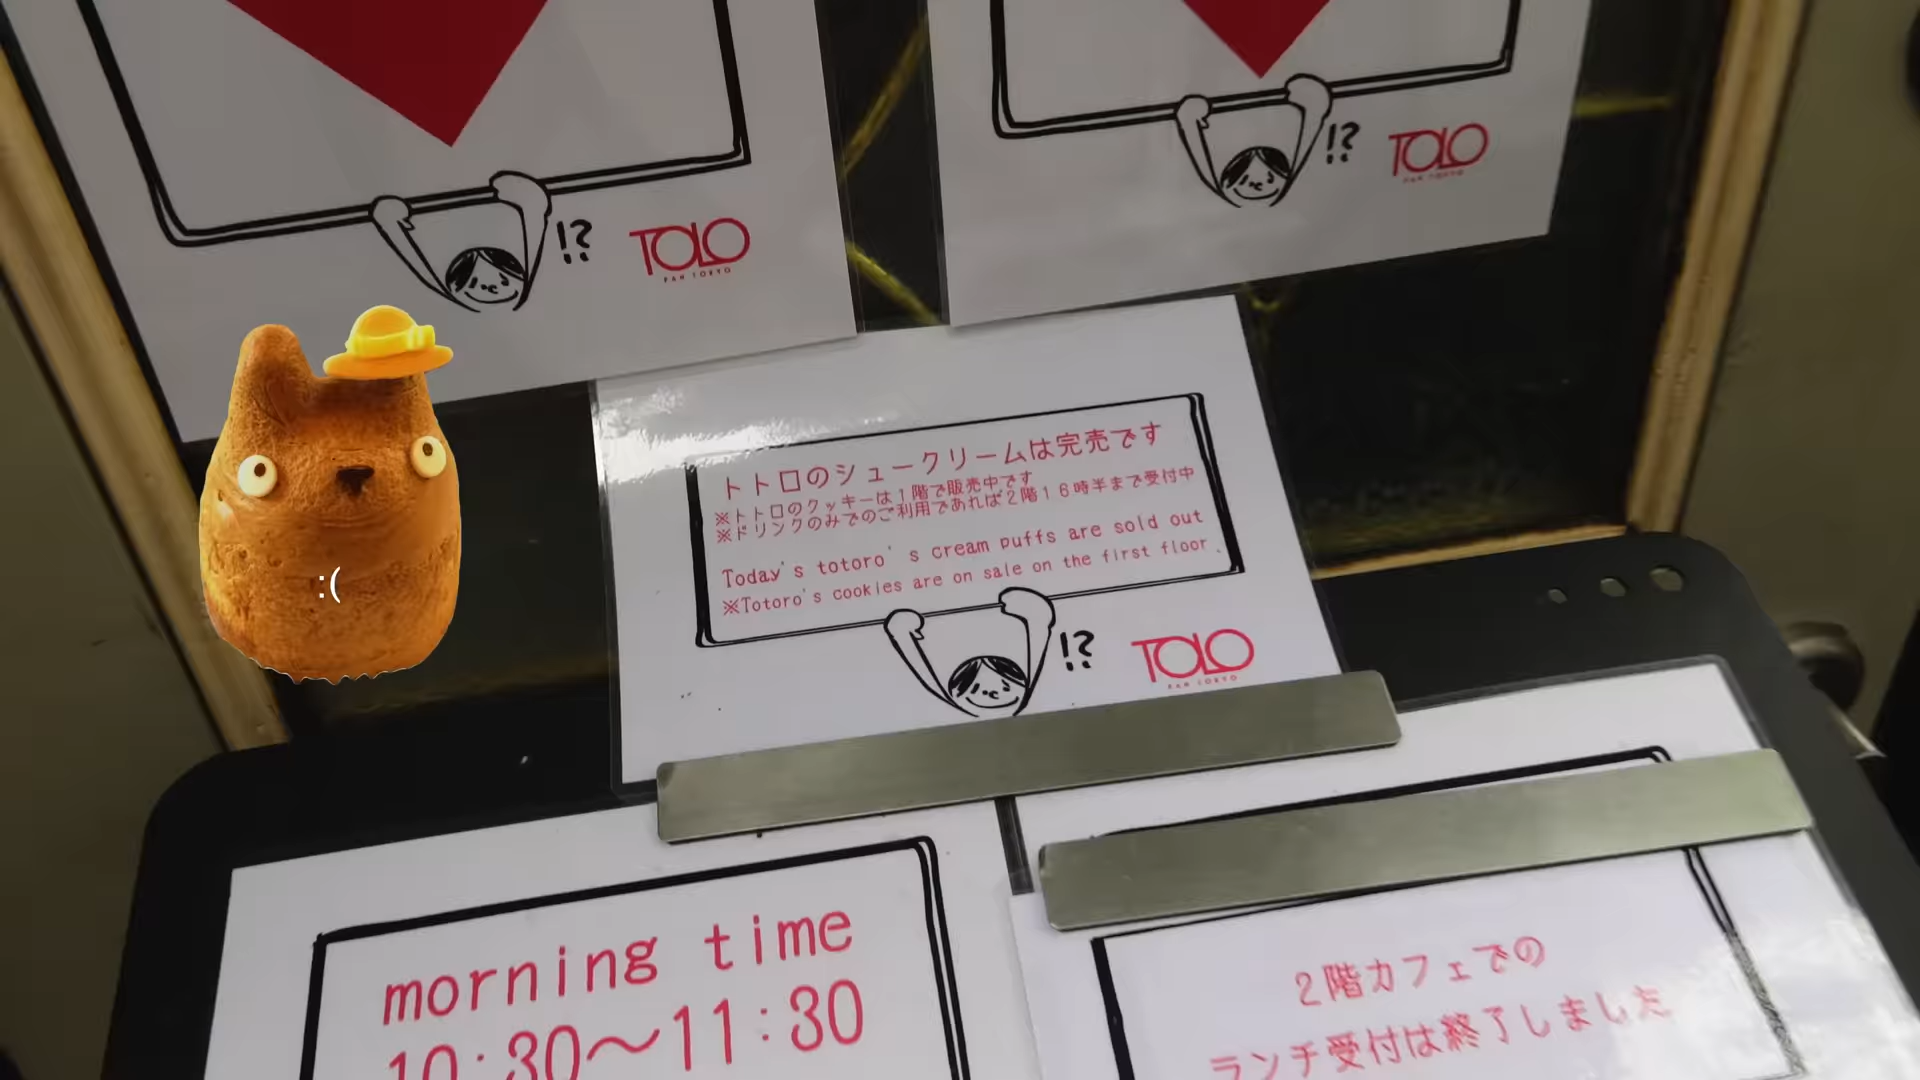 !?
TOLO
PAN TOKYO
!?
TOLO
PAN TOKYO
トトロのシュークリームは完売です
※トトロのクッキーは1階で販売中です
※ドリンクのみでのご利用であれば2階16時半まで受付中
Today's totoro's cream puffs are sold out
※Totoro's cookies are on sale on the first floor.
:(
!?
TOLO
PAN TOKYO
morning time
10:30～11:30
2階カフェでの
ランチ受付は終了しました